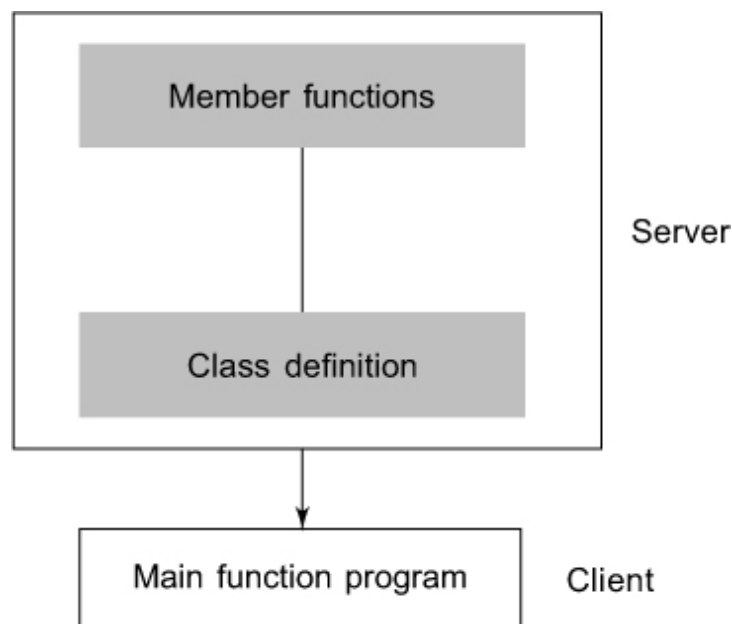 Member functions
Server
Class definition
Main function program
Client